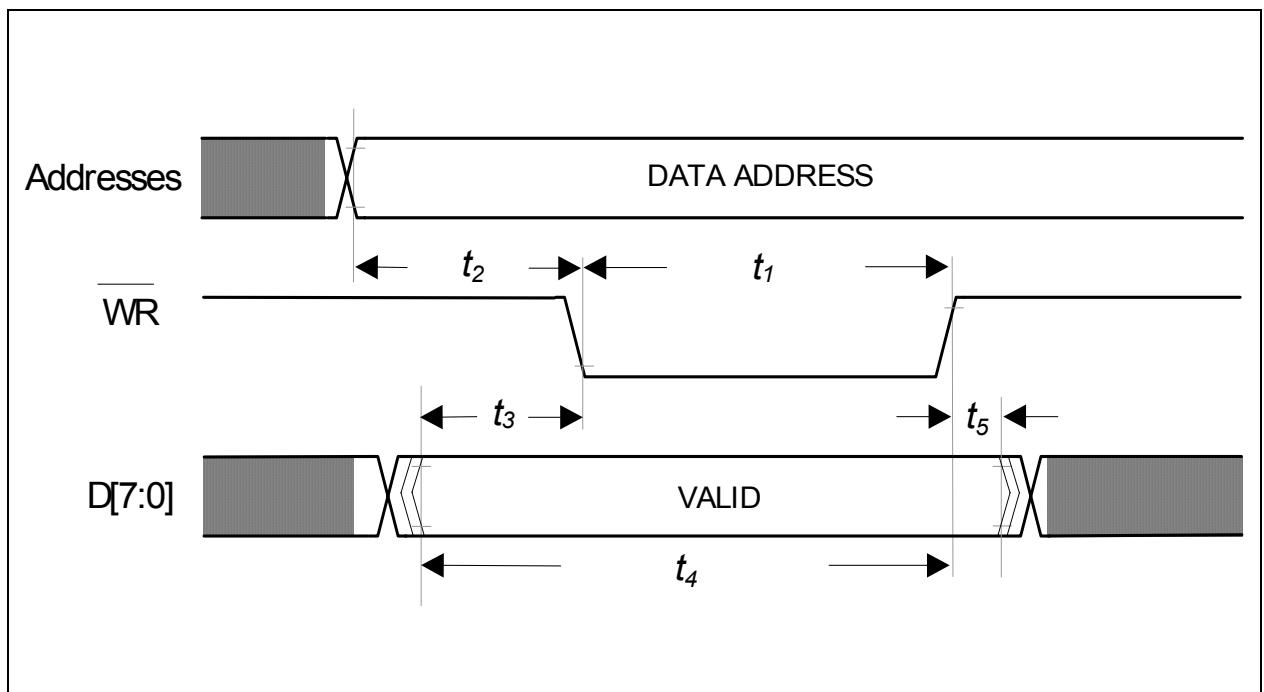 Addresses
DATA ADDRESS
t2
t1
WR
t3
t5
D[7:0]
VALID
t4